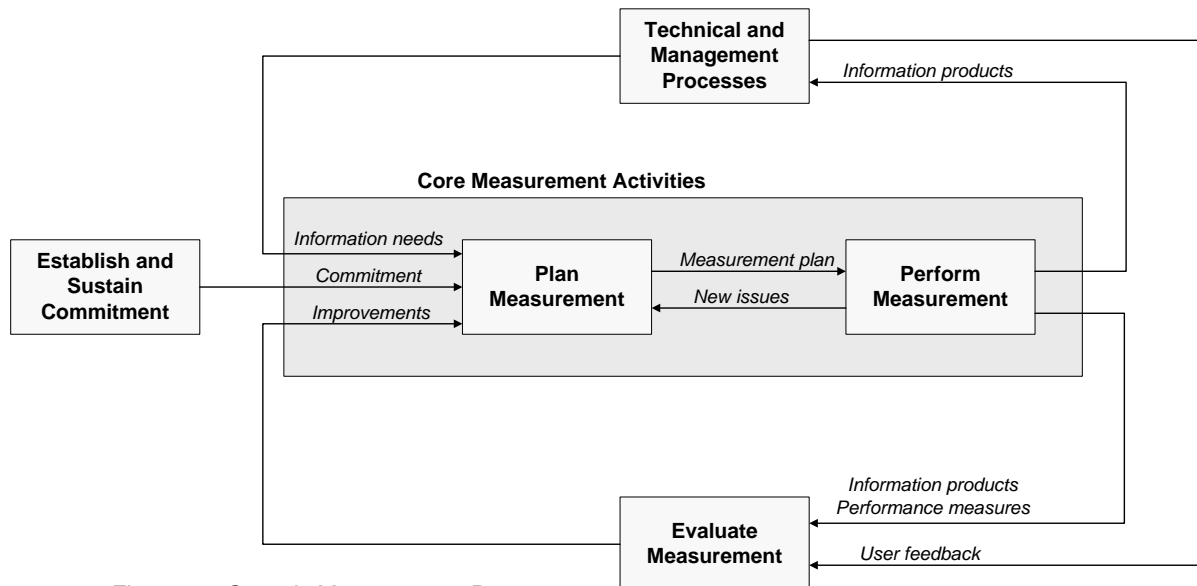 Technical and
Management
Processes
Information products
Core Measurement Activities
Establish and
Sustain
Commitment
Information needs
Commitment
Improvements
Plan
Measurement
Measurement plan
New issues
Perform
Measurement
Information products
Performance measures
Evaluate
Measurement
User feedback